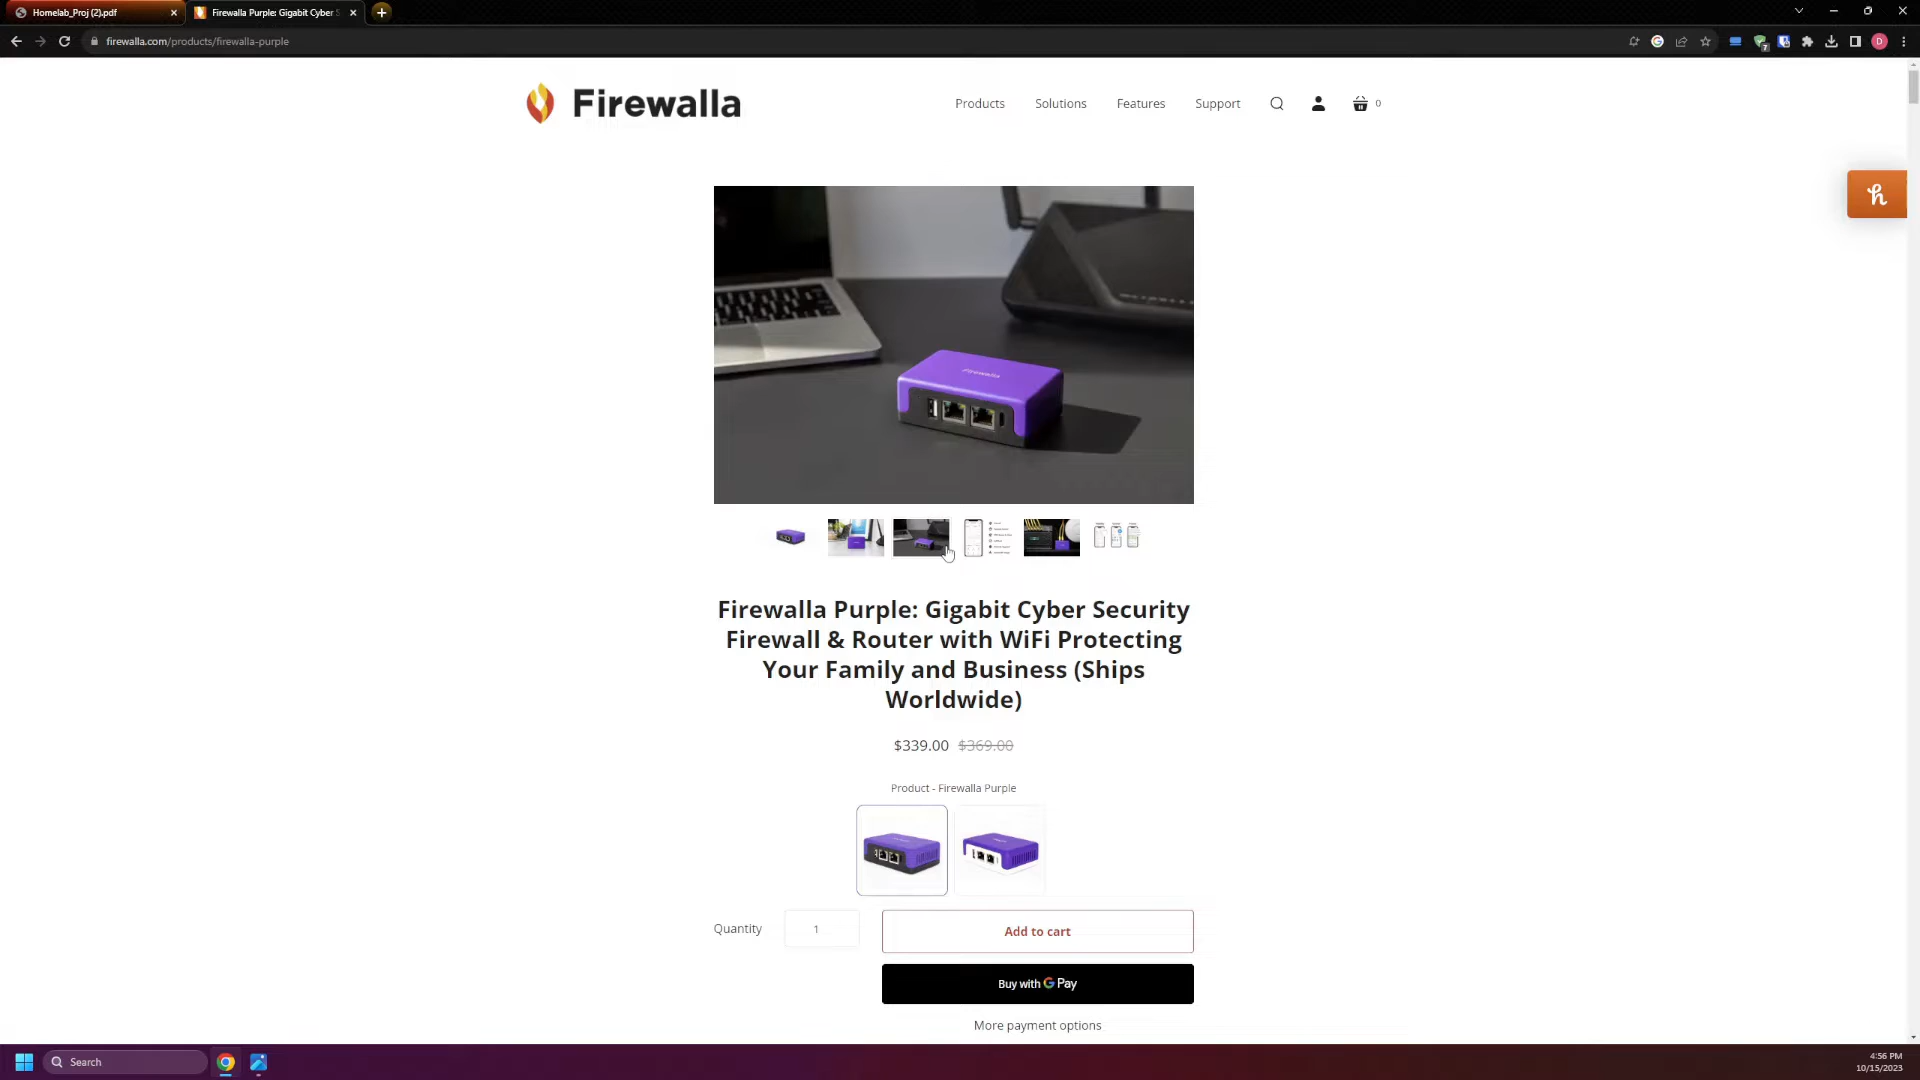 Homelab_Proj (2).pdf
Firewalla Purple: Gigabit Cyber S
firewalla.com/products/firewalla-purple
D
Firewalla
Products
Solutions
Features
Support
0
h
Firewalla
Firewalla Purple: Gigabit Cyber Security
Firewall & Router with WiFi Protecting
Your Family and Business (Ships
Worldwide)
$339.00 $369.00
Product - Firewalla Purple
Quantity
1
Add to cart
Buy with G Pay
More payment options
Search
4:56 PM
10/15/2023